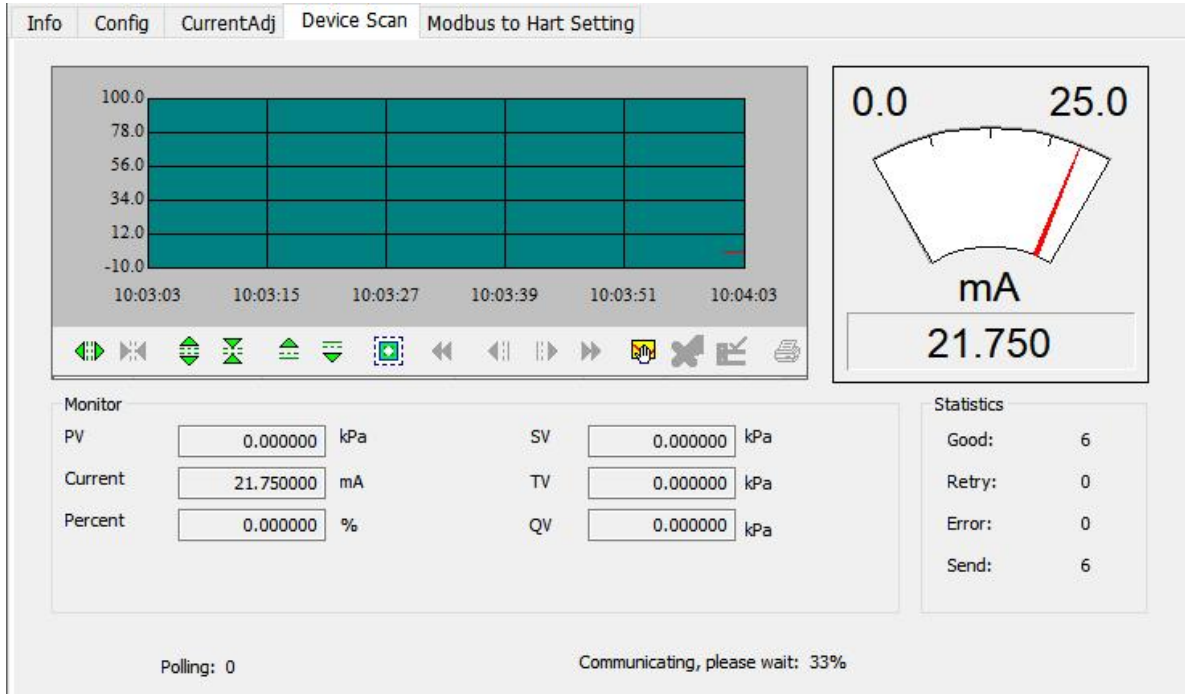 Info Config CurrentAdj Device Scan Modbus to Hart Setting
100.0
78.0
56.0
34.0
12.0
-10.0
10:03:03 10:03:15 10:03:27 10:03:39 10:03:51 10:04:03
0.0 25.0
mA
21.750
Monitor
PV 0.000000 kPa SV 0.000000 kPa
Current 21.750000 mA TV 0.000000 kPa
Percent 0.000000 % QV 0.000000 kPa
Statistics
Good: 6
Retry: 0
Error: 0
Send: 6
Polling: 0 Communicating, please wait: 33%